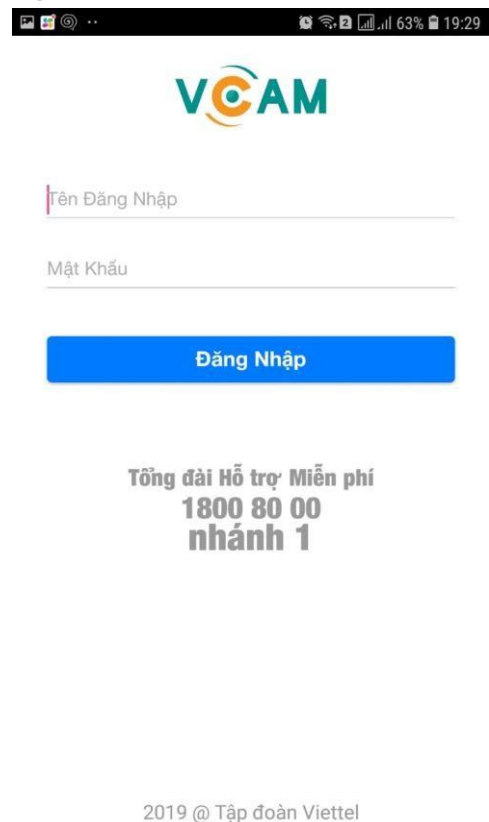 63% 19:29
VCAM
Tên Đăng Nhập
Mật Khẩu
Đăng Nhập
Tổng đài Hỗ trợ Miễn phí
1800 80 00
nhánh 1
2019 @ Tập đoàn Viettel